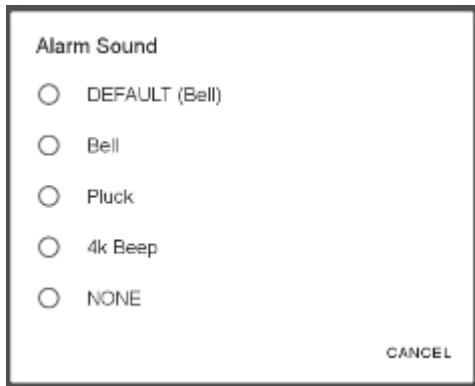 Alarm Sound
DEFAULT (Bell)
Bell
Pluck
4k Beep
NONE
CANCEL